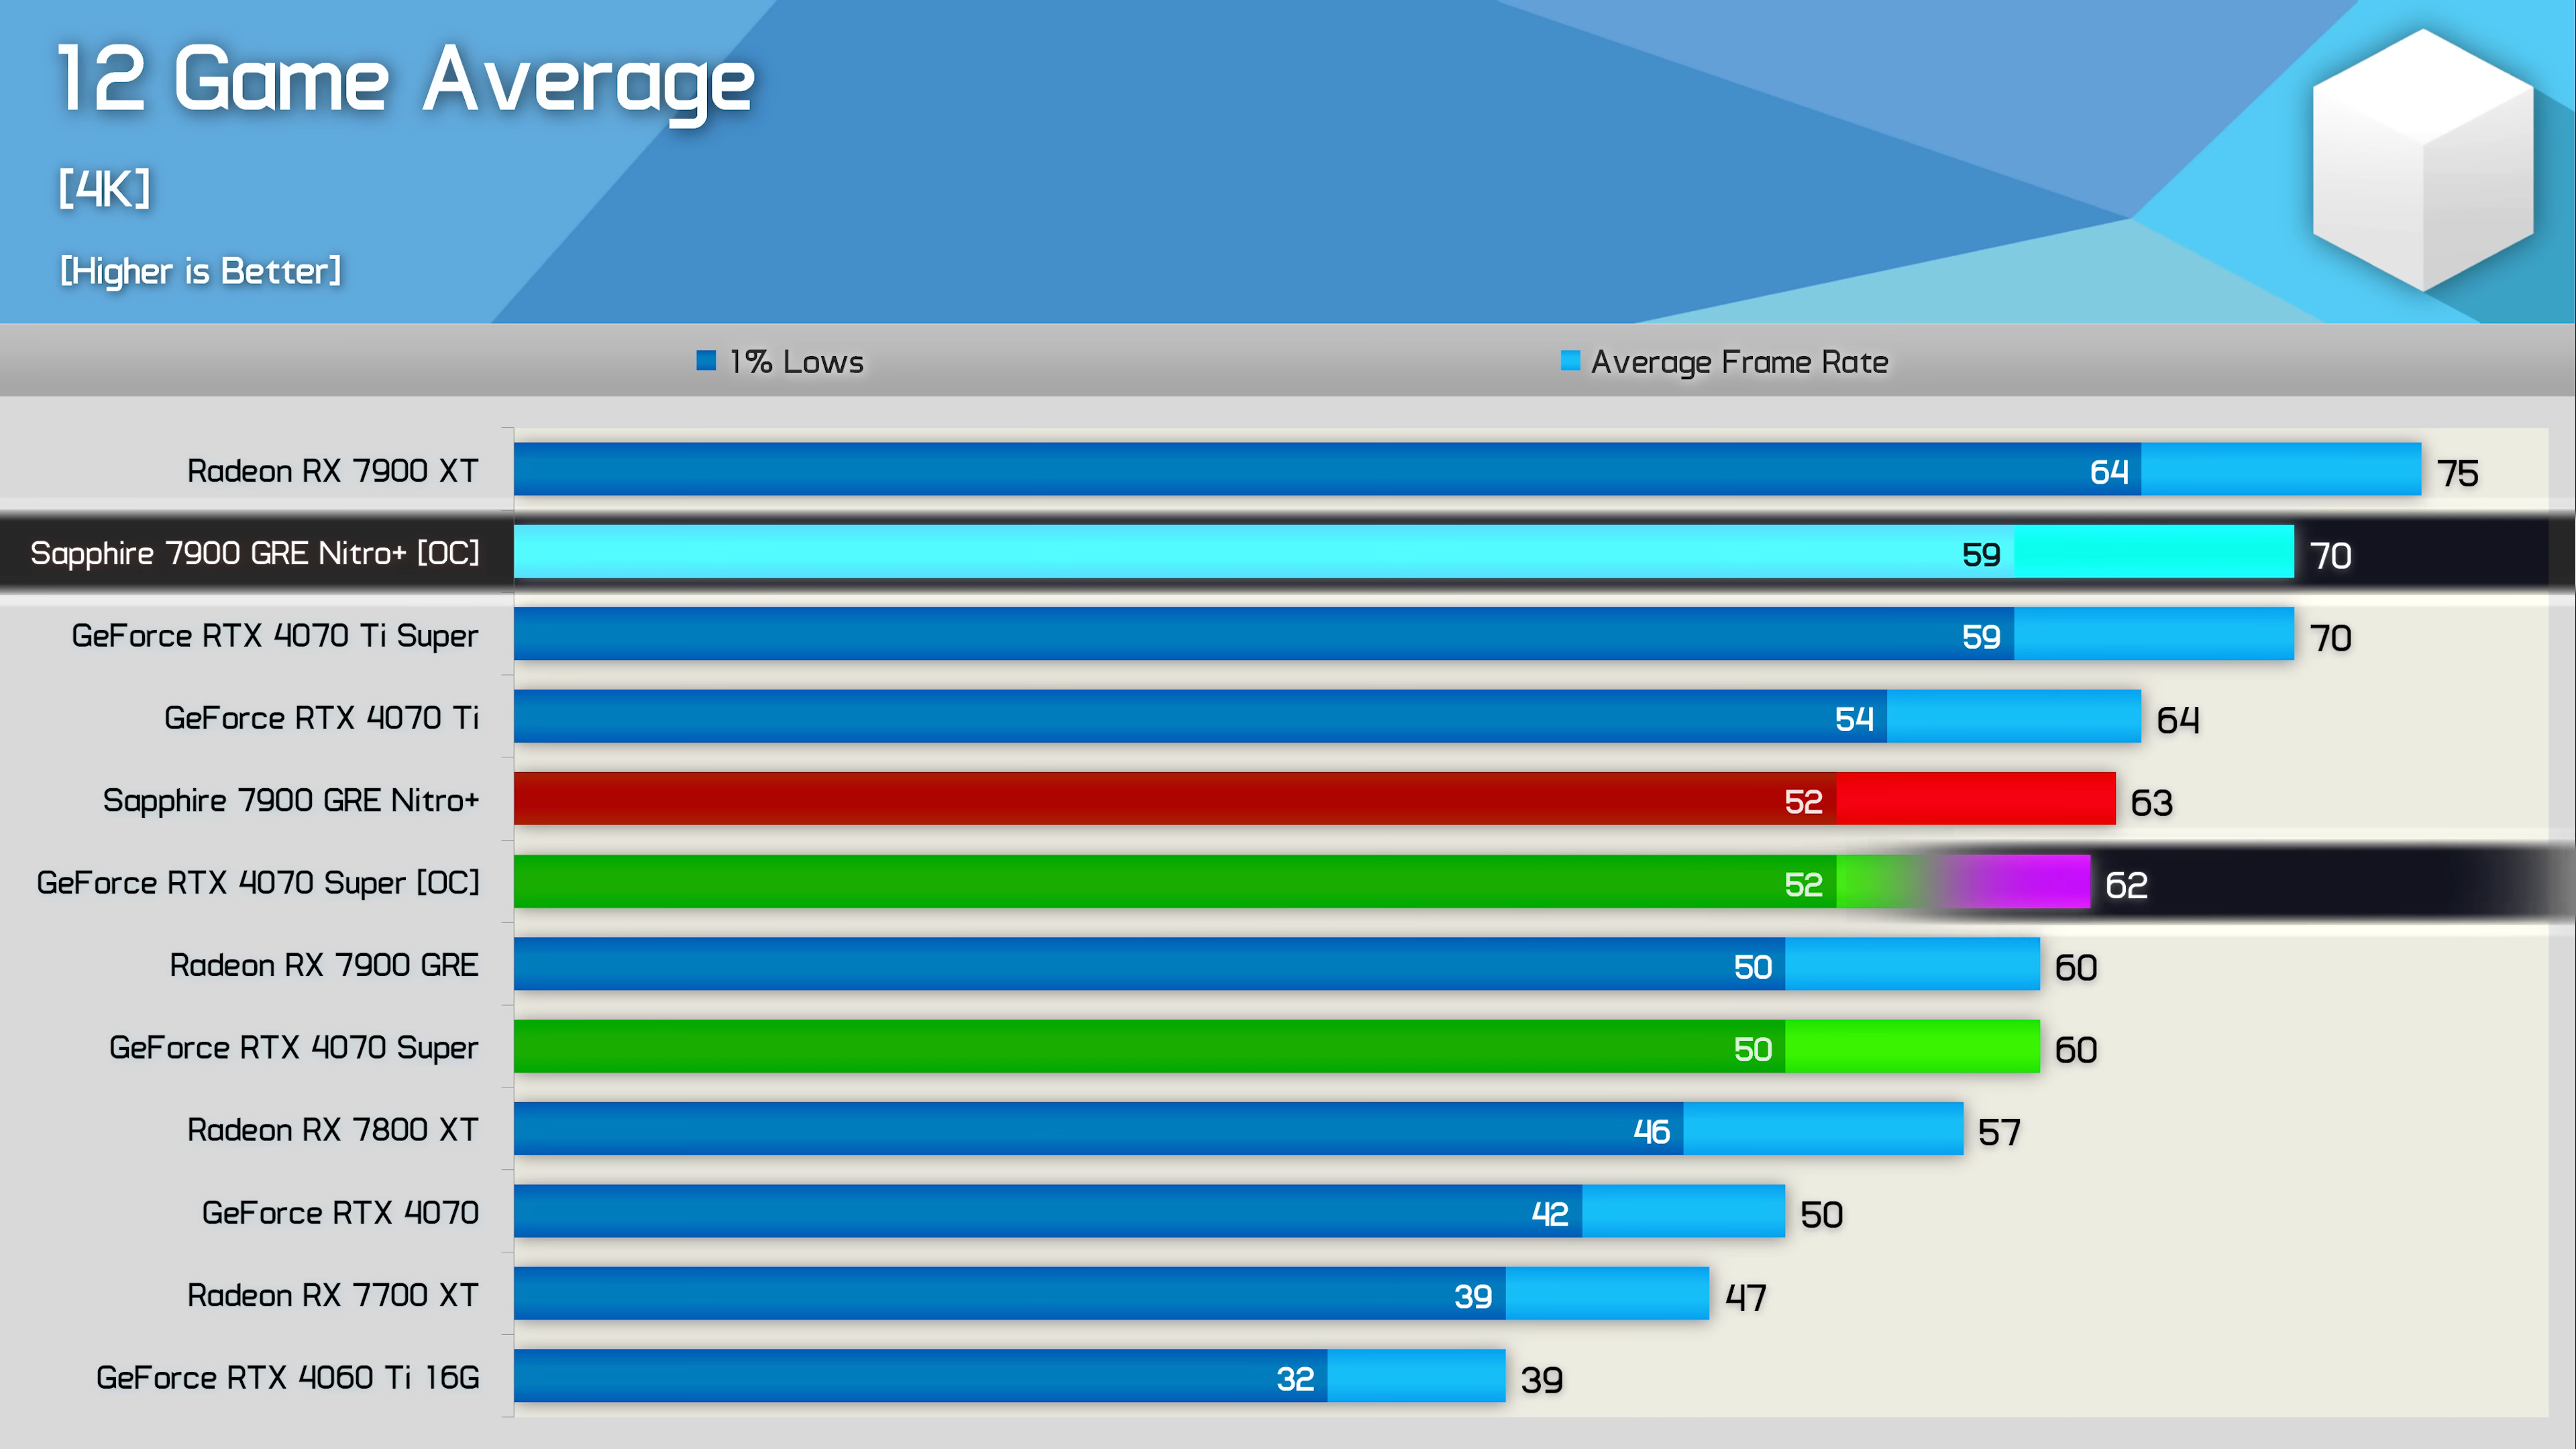 12 Game Average
[4K]
[Higher is Better]
1% Lows
Average Frame Rate
Radeon RX 7900 XT 64 75
Sapphire 7900 GRE Nitro+ [OC] 59 70
GeForce RTX 4070 Ti Super 59 70
GeForce RTX 4070 Ti 54 64
Sapphire 7900 GRE Nitro+ 52 63
GeForce RTX 4070 Super [OC] 52 62
Radeon RX 7900 GRE 50 60
GeForce RTX 4070 Super 50 60
Radeon RX 7800 XT 46 57
GeForce RTX 4070 42 50
Radeon RX 7700 XT 39 47
GeForce RTX 4060 Ti 16G 32 39